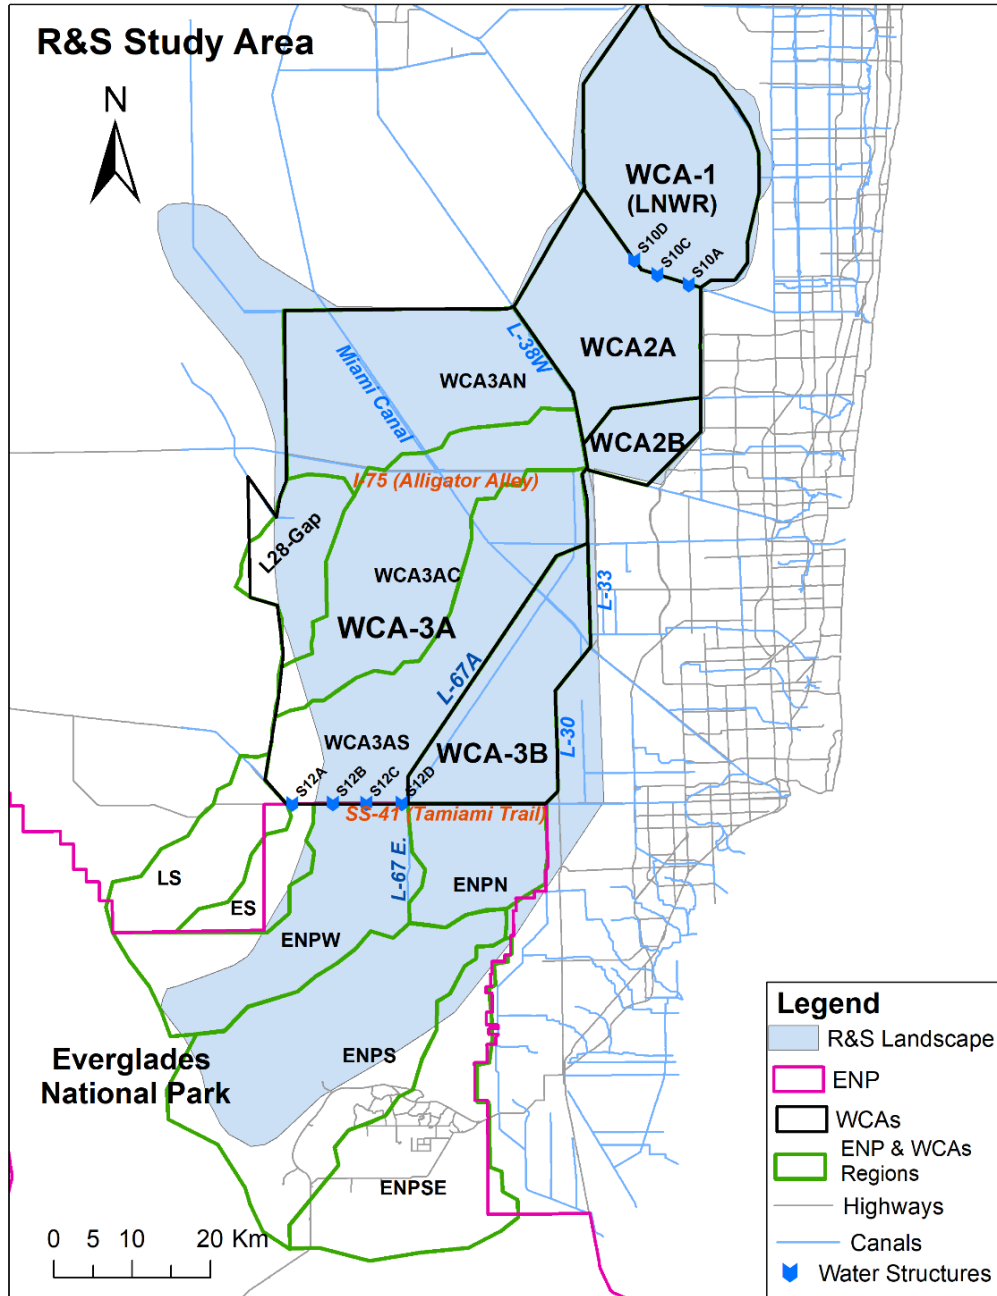 R&S Study Area
N
WCA-1
(LNWR)
S10D
S10C
S10A
L-38W
WCA2A
Miami Canal
WCA3AN
WCA2B
I-75 (Alligator Alley)
L28-Gap
WCA3AC
L-33
WCA-3A
L-67A
WCA3AS
WCA-3B
L-30
S12A
S12B
S12C
S12D
SS-41 (Tamiami Trail)
L-67 E.
LS
ES
ENPN
ENPW
ENPS
Everglades
National Park
ENPSE
0 5 10 20 Km
Legend
R&S Landscape
ENP
WCAs
ENP & WCAs
Regions
Highways
Canals
Water Structures